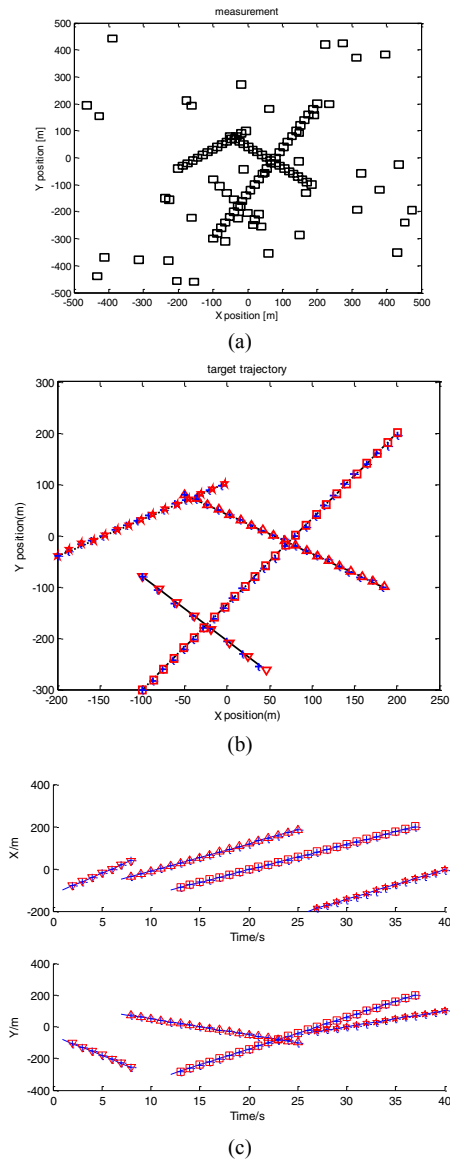 measurement
500
400
300
200
100
0
-100
-200
-300
-400
-500
Y position [m]
-500 -400 -300 -200 -100 0 100 200 300 400 500
X position [m]
(a)
target trajectory
300
200
100
0
-100
-200
-300
Y position(m)
-200 -150 -100 -50 0 50 100 150 200 250
X position(m)
(b)
400
200
0
-200
X/m
0 5 10 15 20 25 30 35 40
Time/s
400
200
0
-200
-400
Y/m
0 5 10 15 20 25 30 35 40
Time/s
(c)